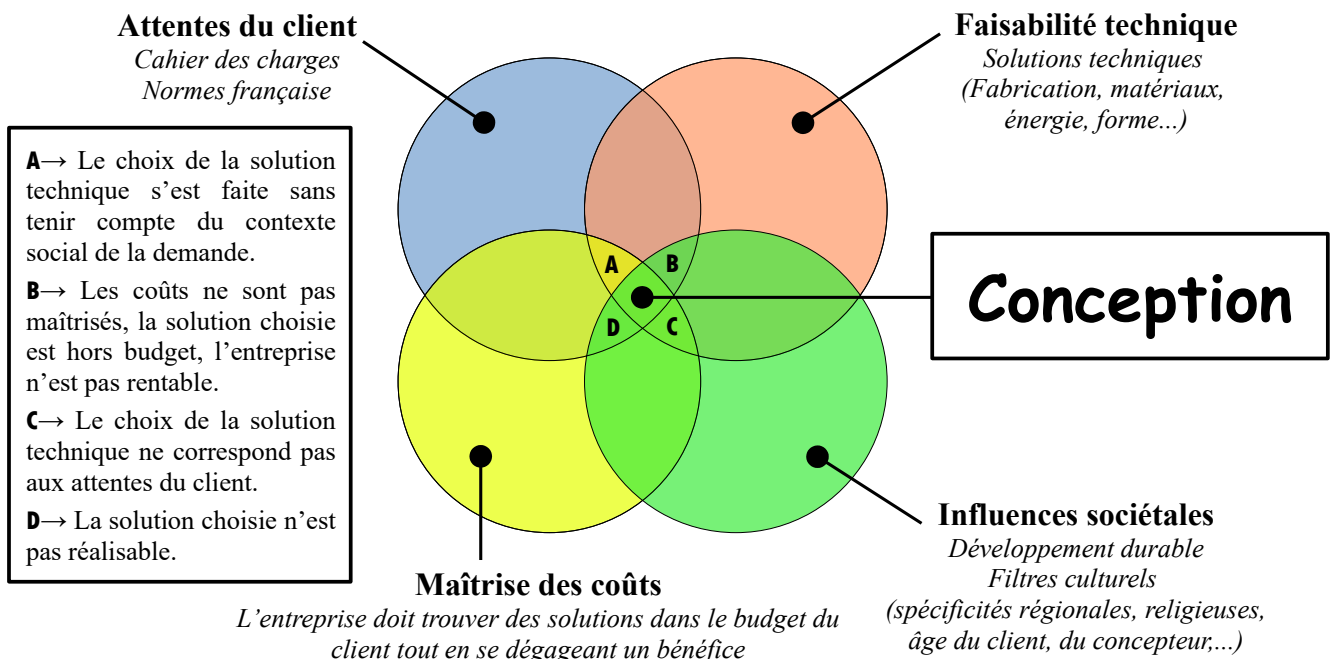 Attentes du client
Cahier des charges
Normes française
Faisabilité technique
Solutions techniques
(Fabrication, matériaux,
énergie, forme...)
A→ Le choix de la solution
technique s’est faite sans
tenir compte du contexte
social de la demande.
B→ Les coûts ne sont pas
maîtrisés, la solution choisie
est hors budget, l’entreprise
n’est pas rentable.
C→ Le choix de la solution
technique ne correspond pas
aux attentes du client.
D→ La solution choisie n’est
pas réalisable.
A
B
D
C
Conception
Maîtrise des coûts
L’entreprise doit trouver des solutions dans le budget du
client tout en se dégageant un bénéfice
Influences sociétales
Développement durable
Filtres culturels
(spécificités régionales, religieuses,
âge du client, du concepteur,...)